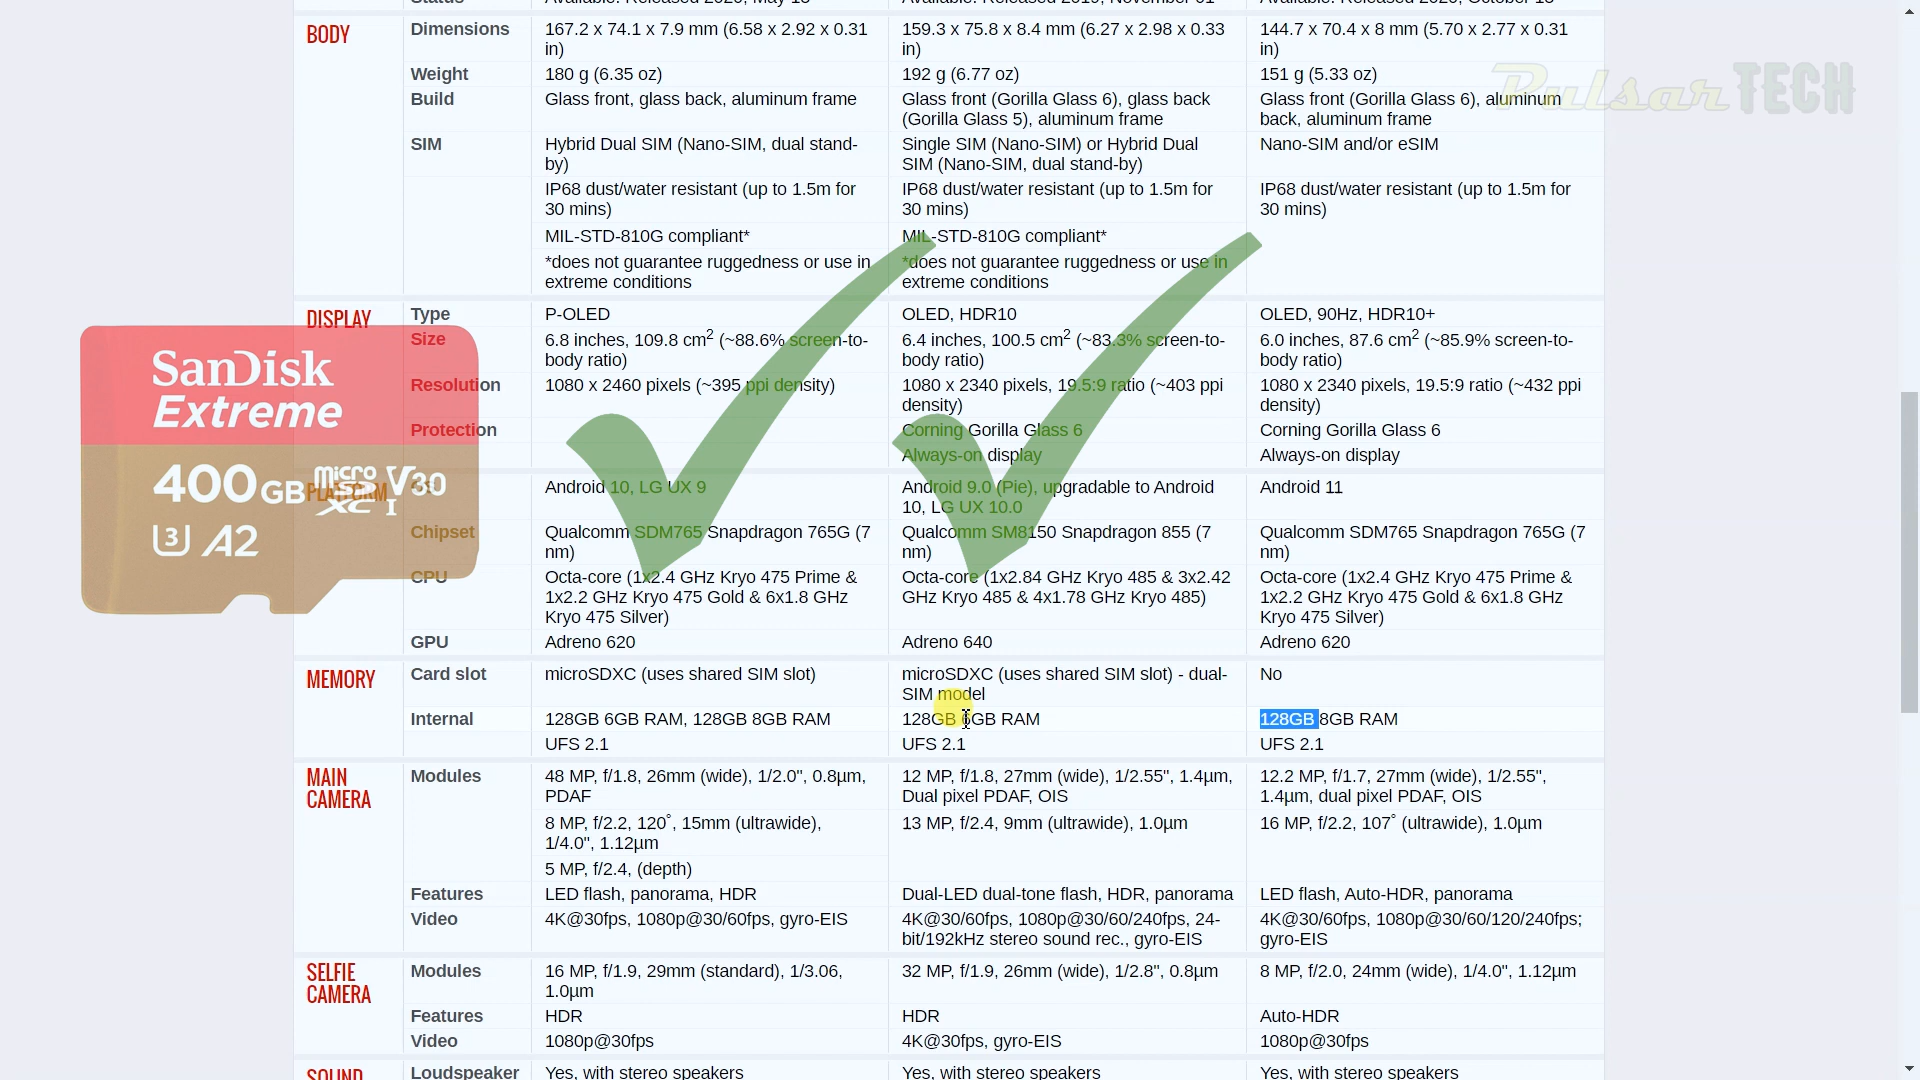 Status Available. Released 2020, May 15 Available. Released 2019, November 01 Available. Released 2020, October 15
BODY
Dimensions 167.2 x 74.1 x 7.9 mm (6.58 x 2.92 x 0.31 159.3 x 75.8 x 8.4 mm (6.27 x 2.98 x 0.33 144.7 x 70.4 x 8 mm (5.70 x 2.77 x 0.31
in) in) in)
Weight 180 g (6.35 oz) 192 g (6.77 oz) 151 g (5.33 oz)
PulsarTECH
Build Glass front, glass back, aluminum frame Glass front (Gorilla Glass 6), glass back Glass front (Gorilla Glass 6), aluminum
(Gorilla Glass 5), aluminum frame back, aluminum frame
SIM Hybrid Dual SIM (Nano-SIM, dual stand- Single SIM (Nano-SIM) or Hybrid Dual Nano-SIM and/or eSIM
by) SIM (Nano-SIM, dual stand-by)
IP68 dust/water resistant (up to 1.5m for IP68 dust/water resistant (up to 1.5m for IP68 dust/water resistant (up to 1.5m for
30 mins) 30 mins) 30 mins)
MIL-STD-810G compliant* MIL-STD-810G compliant*
*does not guarantee ruggedness or use in *does not guarantee ruggedness or use in
extreme conditions extreme conditions
DISPLAY
Type P-OLED OLED, HDR10 OLED, 90Hz, HDR10+
Size 6.8 inches, 109.8 cm2 (~88.6% screen-to- 6.4 inches, 100.5 cm2 (~83.3% screen-to- 6.0 inches, 87.6 cm2 (~85.9% screen-to-
body ratio) body ratio) body ratio)
Resolution 1080 x 2460 pixels (~395 ppi density) 1080 x 2340 pixels, 19.5:9 ratio (~403 ppi 1080 x 2340 pixels, 19.5:9 ratio (~432 ppi
density) density)
Protection Corning Gorilla Glass 6 Corning Gorilla Glass 6
Always-on display Always-on display
SanDisk
Extreme
400GB micro SD XC I V30
U3 A2
PLATFORM
OS Android 10, LG UX 9 Android 9.0 (Pie), upgradable to Android Android 11
10, LG UX 10.0
Chipset Qualcomm SDM765 Snapdragon 765G (7 Qualcomm SM8150 Snapdragon 855 (7 Qualcomm SDM765 Snapdragon 765G (7
nm) nm) nm)
CPU Octa-core (1x2.4 GHz Kryo 475 Prime & Octa-core (1x2.84 GHz Kryo 485 & 3x2.42 Octa-core (1x2.4 GHz Kryo 475 Prime &
1x2.2 GHz Kryo 475 Gold & 6x1.8 GHz GHz Kryo 485 & 4x1.78 GHz Kryo 485) 1x2.2 GHz Kryo 475 Gold & 6x1.8 GHz
Kryo 475 Silver) Kryo 475 Silver)
GPU Adreno 620 Adreno 640 Adreno 620
MEMORY
Card slot microSDXC (uses shared SIM slot) microSDXC (uses shared SIM slot) - dual- No
SIM model
Internal 128GB 6GB RAM, 128GB 8GB RAM 128GB 6GB RAM 128GB 8GB RAM
UFS 2.1 UFS 2.1 UFS 2.1
MAIN
CAMERA
Modules 48 MP, f/1.8, 26mm (wide), 1/2.0", 0.8µm, 12 MP, f/1.8, 27mm (wide), 1/2.55", 1.4µm, 12.2 MP, f/1.7, 27mm (wide), 1/2.55",
PDAF Dual pixel PDAF, OIS 1.4µm, dual pixel PDAF, OIS
8 MP, f/2.2, 120˚, 15mm (ultrawide), 13 MP, f/2.4, 9mm (ultrawide), 1.0µm 16 MP, f/2.2, 107˚ (ultrawide), 1.0µm
1/4.0", 1.12µm
5 MP, f/2.4, (depth)
Features LED flash, panorama, HDR Dual-LED dual-tone flash, HDR, panorama LED flash, Auto-HDR, panorama
Video 4K@30fps, 1080p@30/60fps, gyro-EIS 4K@30/60fps, 1080p@30/60/240fps, 24- 4K@30/60fps, 1080p@30/60/120/240fps;
bit/192kHz stereo sound rec., gyro-EIS gyro-EIS
SELFIE
CAMERA
Modules 16 MP, f/1.9, 29mm (standard), 1/3.06, 32 MP, f/1.9, 26mm (wide), 1/2.8", 0.8µm 8 MP, f/2.0, 24mm (wide), 1/4.0", 1.12µm
1.0µm
Features HDR HDR Auto-HDR
Video 1080p@30fps 4K@30fps, gyro-EIS 1080p@30fps
SOUND
Loudspeaker Yes, with stereo speakers Yes, with stereo speakers Yes, with stereo speakers